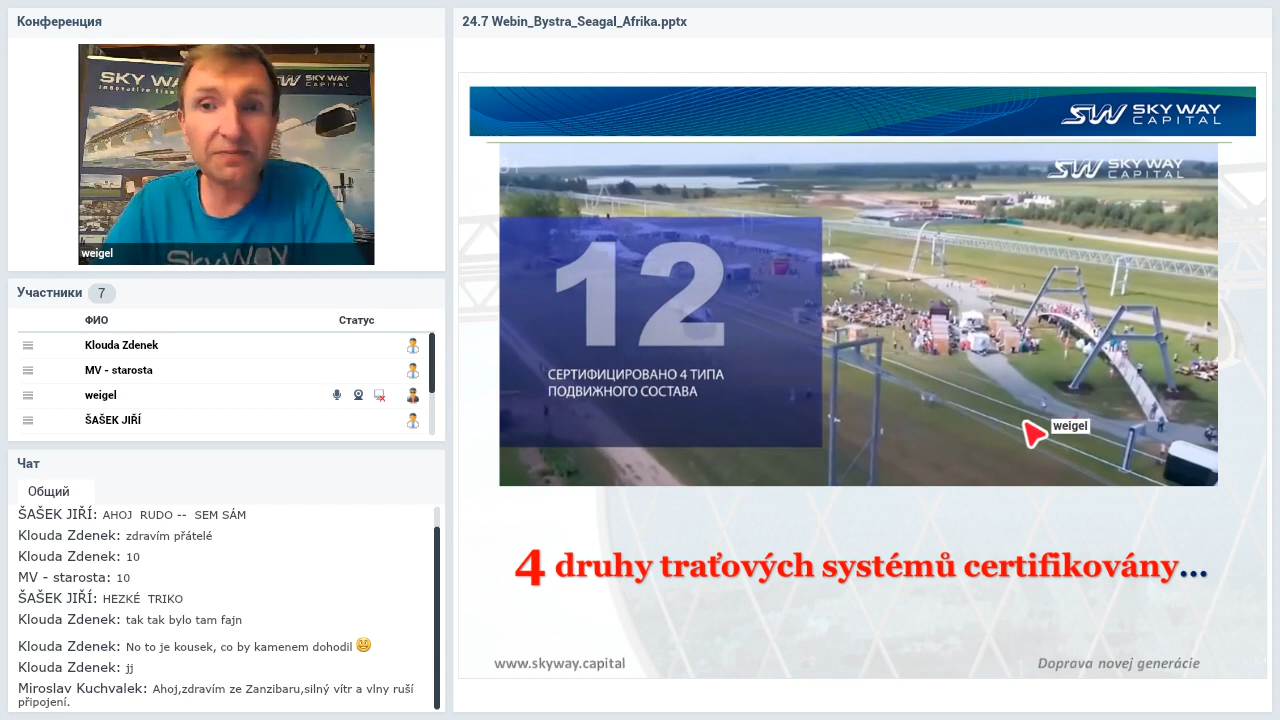 Конференция
SKY WA
SKY WAY
CAPITAL
SkyWay
weigel
Участники 7
ФИО Статус
Klouda Zdenek
MV - starosta
weigel
ŠAŠEK JIŘÍ
Чат
Общий
ŠAŠEK JIŘÍ: AHOJ RUDO -- SEM SÁM
Klouda Zdenek: zdravím přátelé
Klouda Zdenek: 10
MV - starosta: 10
ŠAŠEK JIŘÍ: HEZKÉ TRIKO
Klouda Zdenek: tak tak bylo tam fajn
Klouda Zdenek: No to je kousek, co by kamenem dohodil
Klouda Zdenek: jj
Miroslav Kuchvalek: Ahoj,zdravím ze Zanzibaru,silný vítr a vlny ruší
připojení.
24.7 Webin_Bystra_Seagal_Afrika.pptx
SW SKY WAY
CAPITAL
SW SKY WAY
CAPITAL
12
СЕРТИФИЦИРОВАНО 4 ТИПА
ПОДВИЖНОГО СОСТАВА
weigel
4 druhy traťových systémů certifikovány...
www.skyway.capital Doprava novej generácie